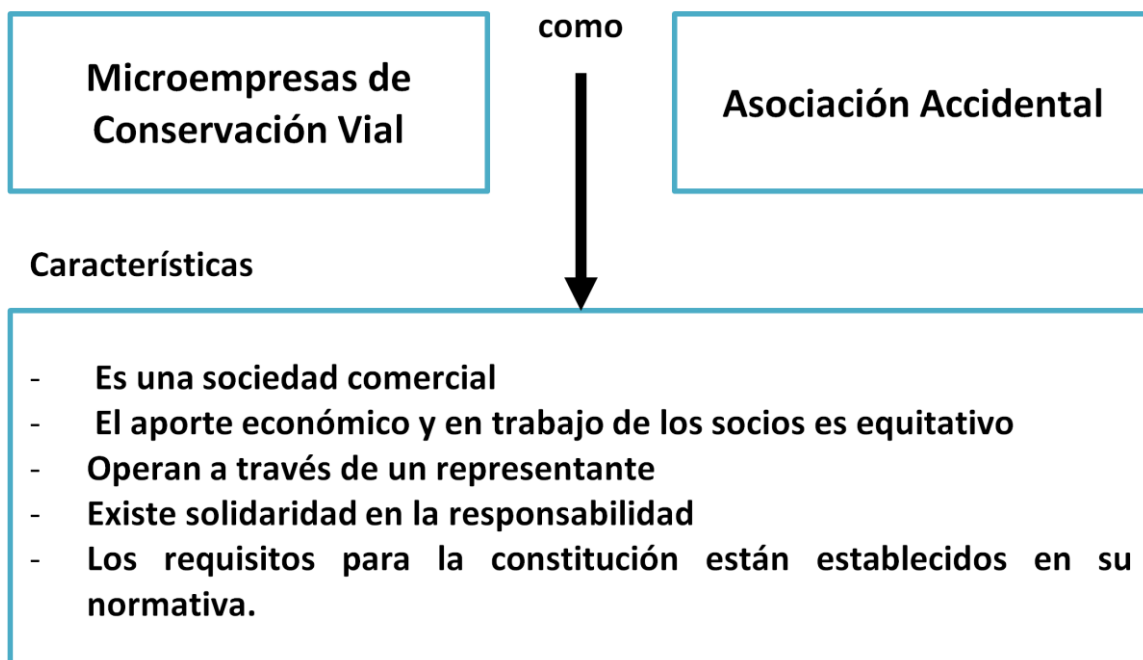 como
Microempresas de
Conservación Vial
Asociación Accidental
Características
- Es una sociedad comercial
- El aporte económico y en trabajo de los socios es equitativo
- Operan a través de un representante
- Existe solidaridad en la responsabilidad
- Los requisitos para la constitución están establecidos en su
normativa.